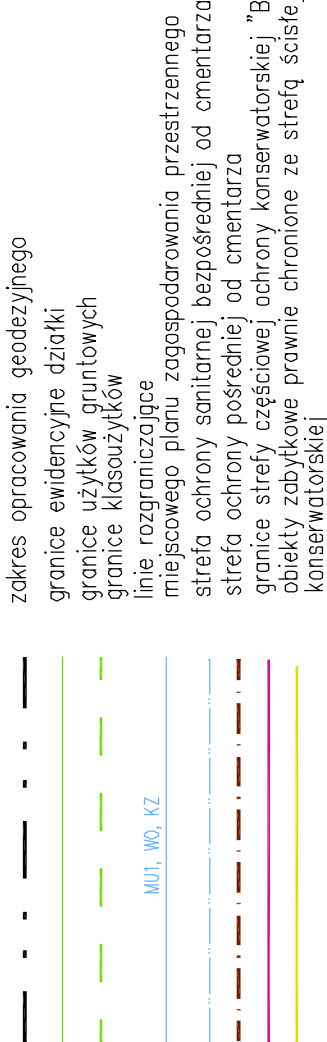 zakres opracowania geodezyjnego
granice ewidencyjne działki
granice użytków gruntowych
granice klasoużytków
linie rozgraniczające
miejscowego planu zagospodarowania przestrzennego
MU1, WO, KZ
strefa ochrony sanitarnej bezpośredniej od cmentarza
strefa ochrony pośredniej od cmentarza
granice strefy częściowej ochrony konserwatorskiej "B
obiekty zabytkowe prawnie chronione ze strefą ścisłej
konserwatorskiej